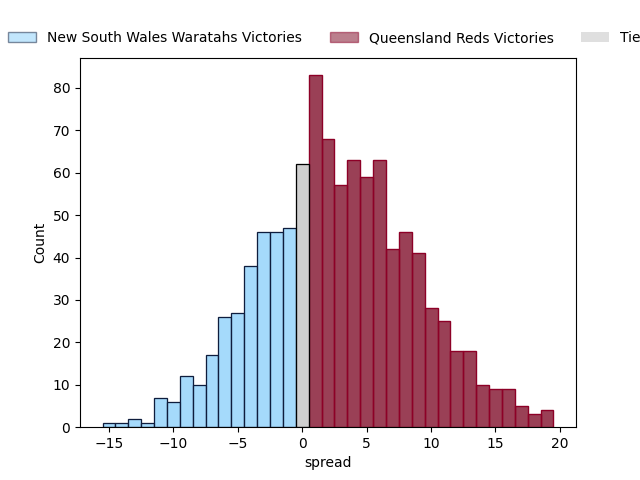 New South Wales Waratahs Victories Queensland Reds Victories Tie
80
70
60
50
40
30
20
10
0
Count
−15 −10 −5 0 5 10 15 20
spread